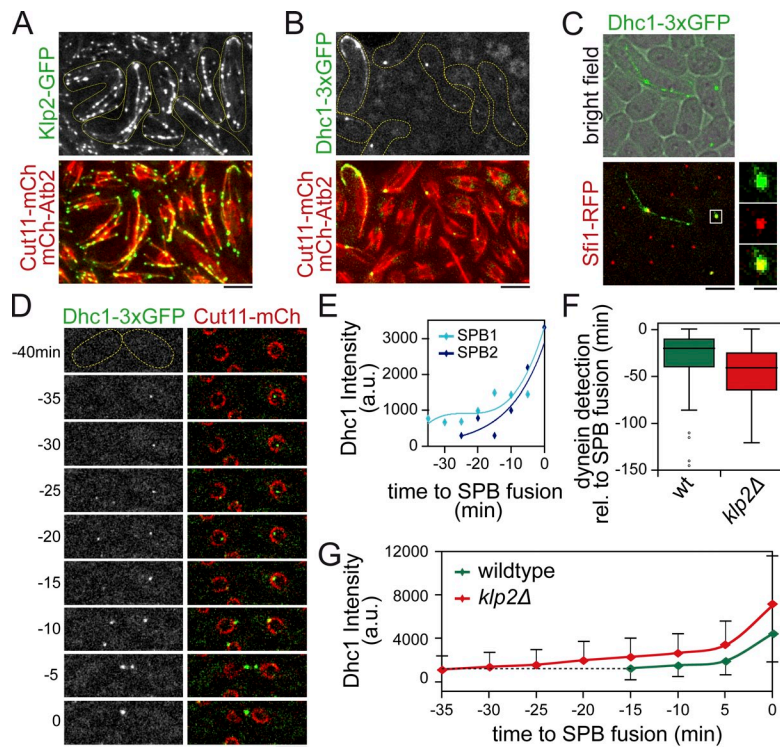 A
Klp2-GFP
Cut11-mCh
mCh-Atb2
B
Dhc1-3xGFP
Cut11-mCh
mCh-Atb2
C
Dhc1-3xGFP
bright field
Sfi1-RFP
D
Dhc1-3xGFP Cut11-mCh
-40min
-35
-30
-25
-20
-15
-10
-5
0
E
SPB1
SPB2
3000
2000
1000
0
Dhc1 Intensity
(a.u.)
-30 -20 -10 0
time to SPB fusion
(min)
F
0
-50
-100
-150
dynein detection
rel. to SPB fusion (min)
wt
klp2Δ
G
wildtype
klp2Δ
12000
8000
4000
0
Dhc1 Intensity
(a.u.)
-35 -30 -25 -20 -15 -10 -5 0
time to SPB fusion (min)